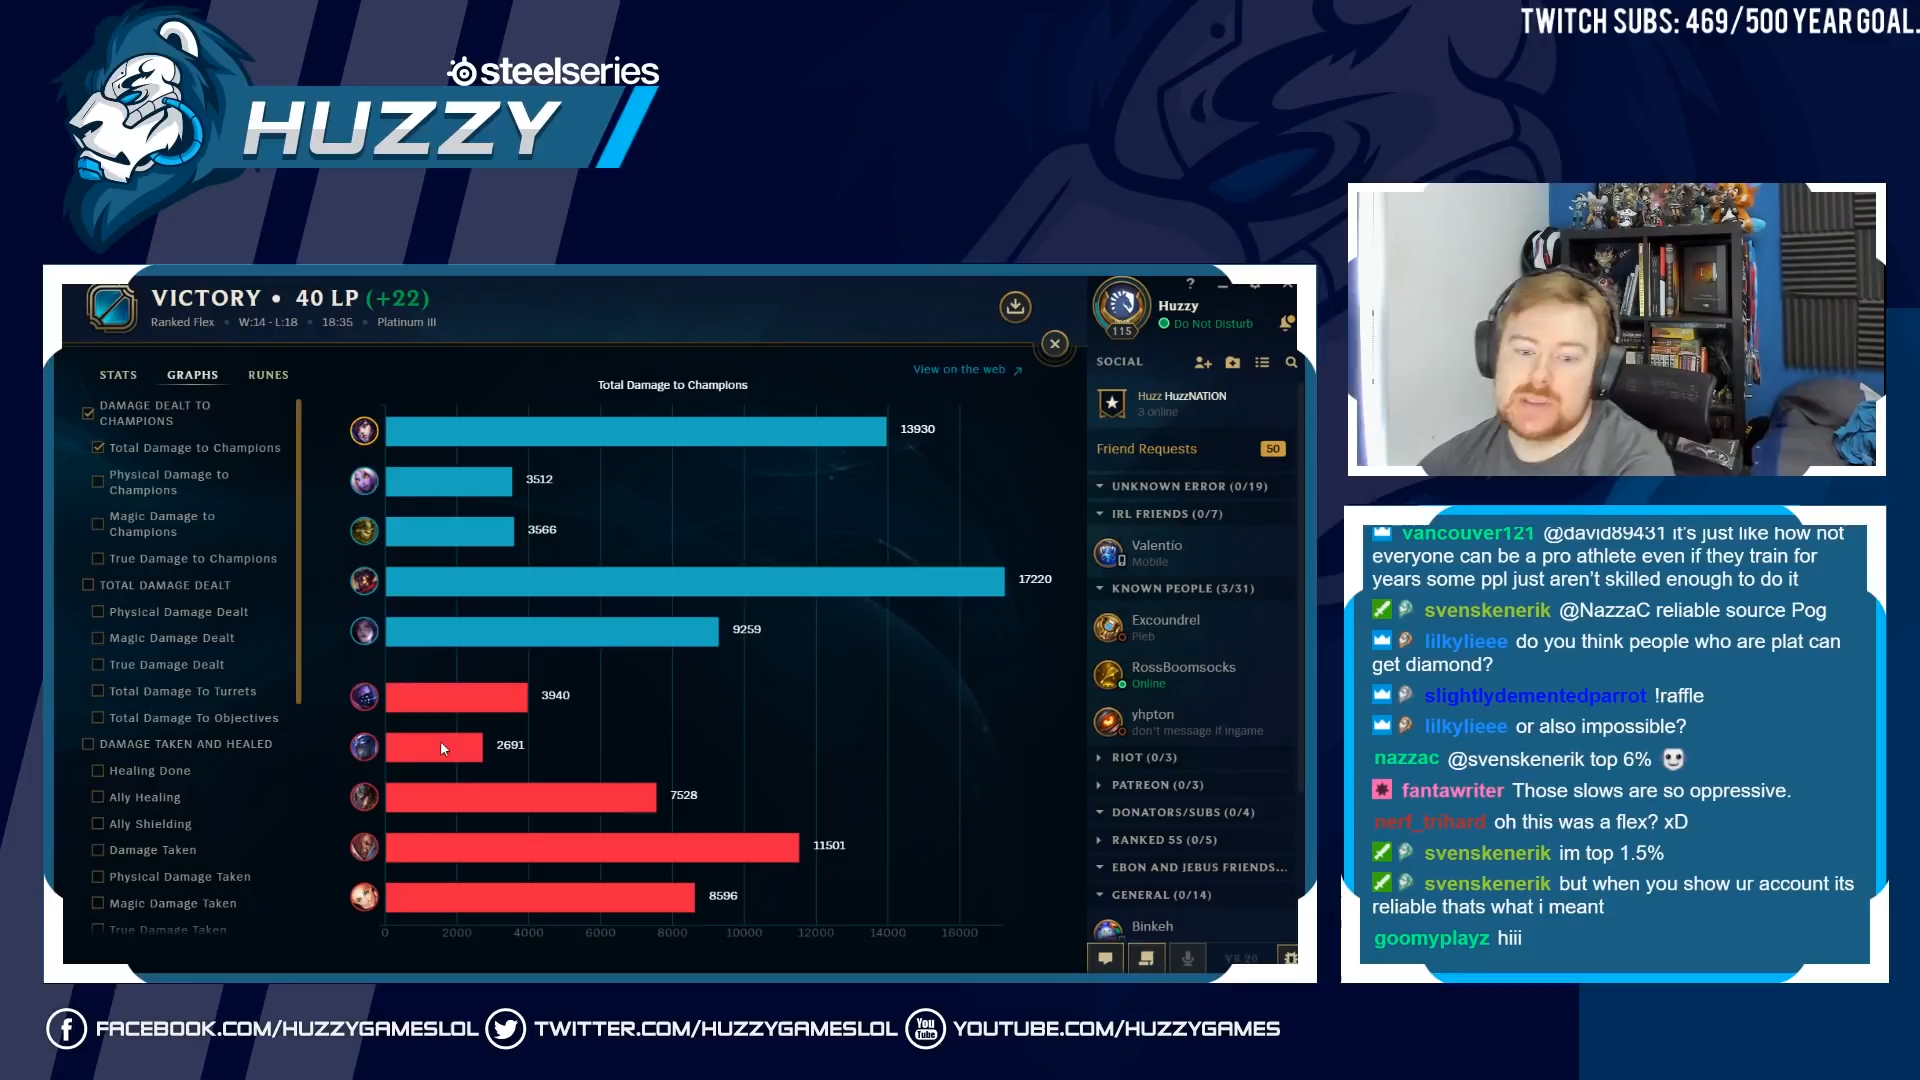 TWITCH SUBS: 469/500 YEAR GOAL.
steelseries
HUZZY
VICTORY • 40 LP (+22)
Ranked Flex • W:14 - L:18 • 18:35 • Platinum III
STATS GRAPHS RUNES
View on the web
Total Damage to Champions
DAMAGE DEALT TO
CHAMPIONS
Total Damage to Champions
Physical Damage to
Champions
Magic Damage to
Champions
True Damage to Champions
TOTAL DAMAGE DEALT
Physical Damage Dealt
Magic Damage Dealt
True Damage Dealt
Total Damage To Turrets
Total Damage To Objectives
DAMAGE TAKEN AND HEALED
Healing Done
Ally Healing
Ally Shielding
Damage Taken
Physical Damage Taken
Magic Damage Taken
True Damage Taken
13930
3512
3566
17220
9259
3940
2691
7528
11501
8596
0 2000 4000 6000 8000 10000 12000 14000 16000
115
Huzzy
Do Not Disturb
SOCIAL
Huzz HuzzNATION
3 online
Friend Requests 50
UNKNOWN ERROR (0/19)
IRL FRIENDS (0/7)
Valentío
Mobile
KNOWN PEOPLE (3/31)
Excoundrel
Pleb
RossBoomsocks
Online
yhpton
don't message if ingame
RIOT (0/3)
PATREON (0/3)
DONATORS/SUBS (0/4)
RANKED 5S (0/5)
EBON AND JEBUS FRIENDS...
GENERAL (0/14)
Binkeh
V8.20
vancouver121 @david89431 it's just like how not
everyone can be a pro athlete even if they train for
years some ppl just aren't skilled enough to do it
svenskenerik @NazzaC reliable source Pog
lilkylieee do you think people who are plat can
get diamond?
slightlydementedparrot !raffle
lilkylieee or also impossible?
nazzac @svenskenerik top 6%
fantawriter Those slows are so oppressive.
nerf_trihard oh this was a flex? xD
svenskenerik im top 1.5%
svenskenerik but when you show ur account its
reliable thats what i meant
goomyplayz hiii
FACEBOOK.COM/HUZZYGAMESLOL TWITTER.COM/HUZZYGAMESLOL You Tube YOUTUBE.COM/HUZZYGAMES